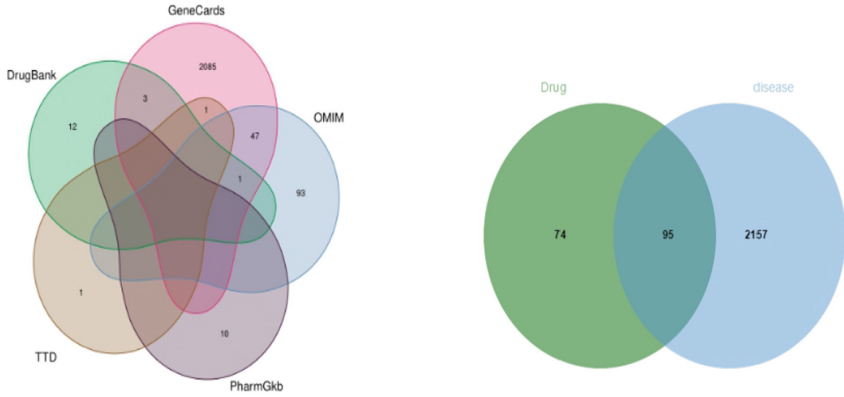 GeneCards
DrugBank
2085
3
1
OMIM
12
47
1
93
1
10
TTD
PharmGkb
Drug
disease
74
95
2157